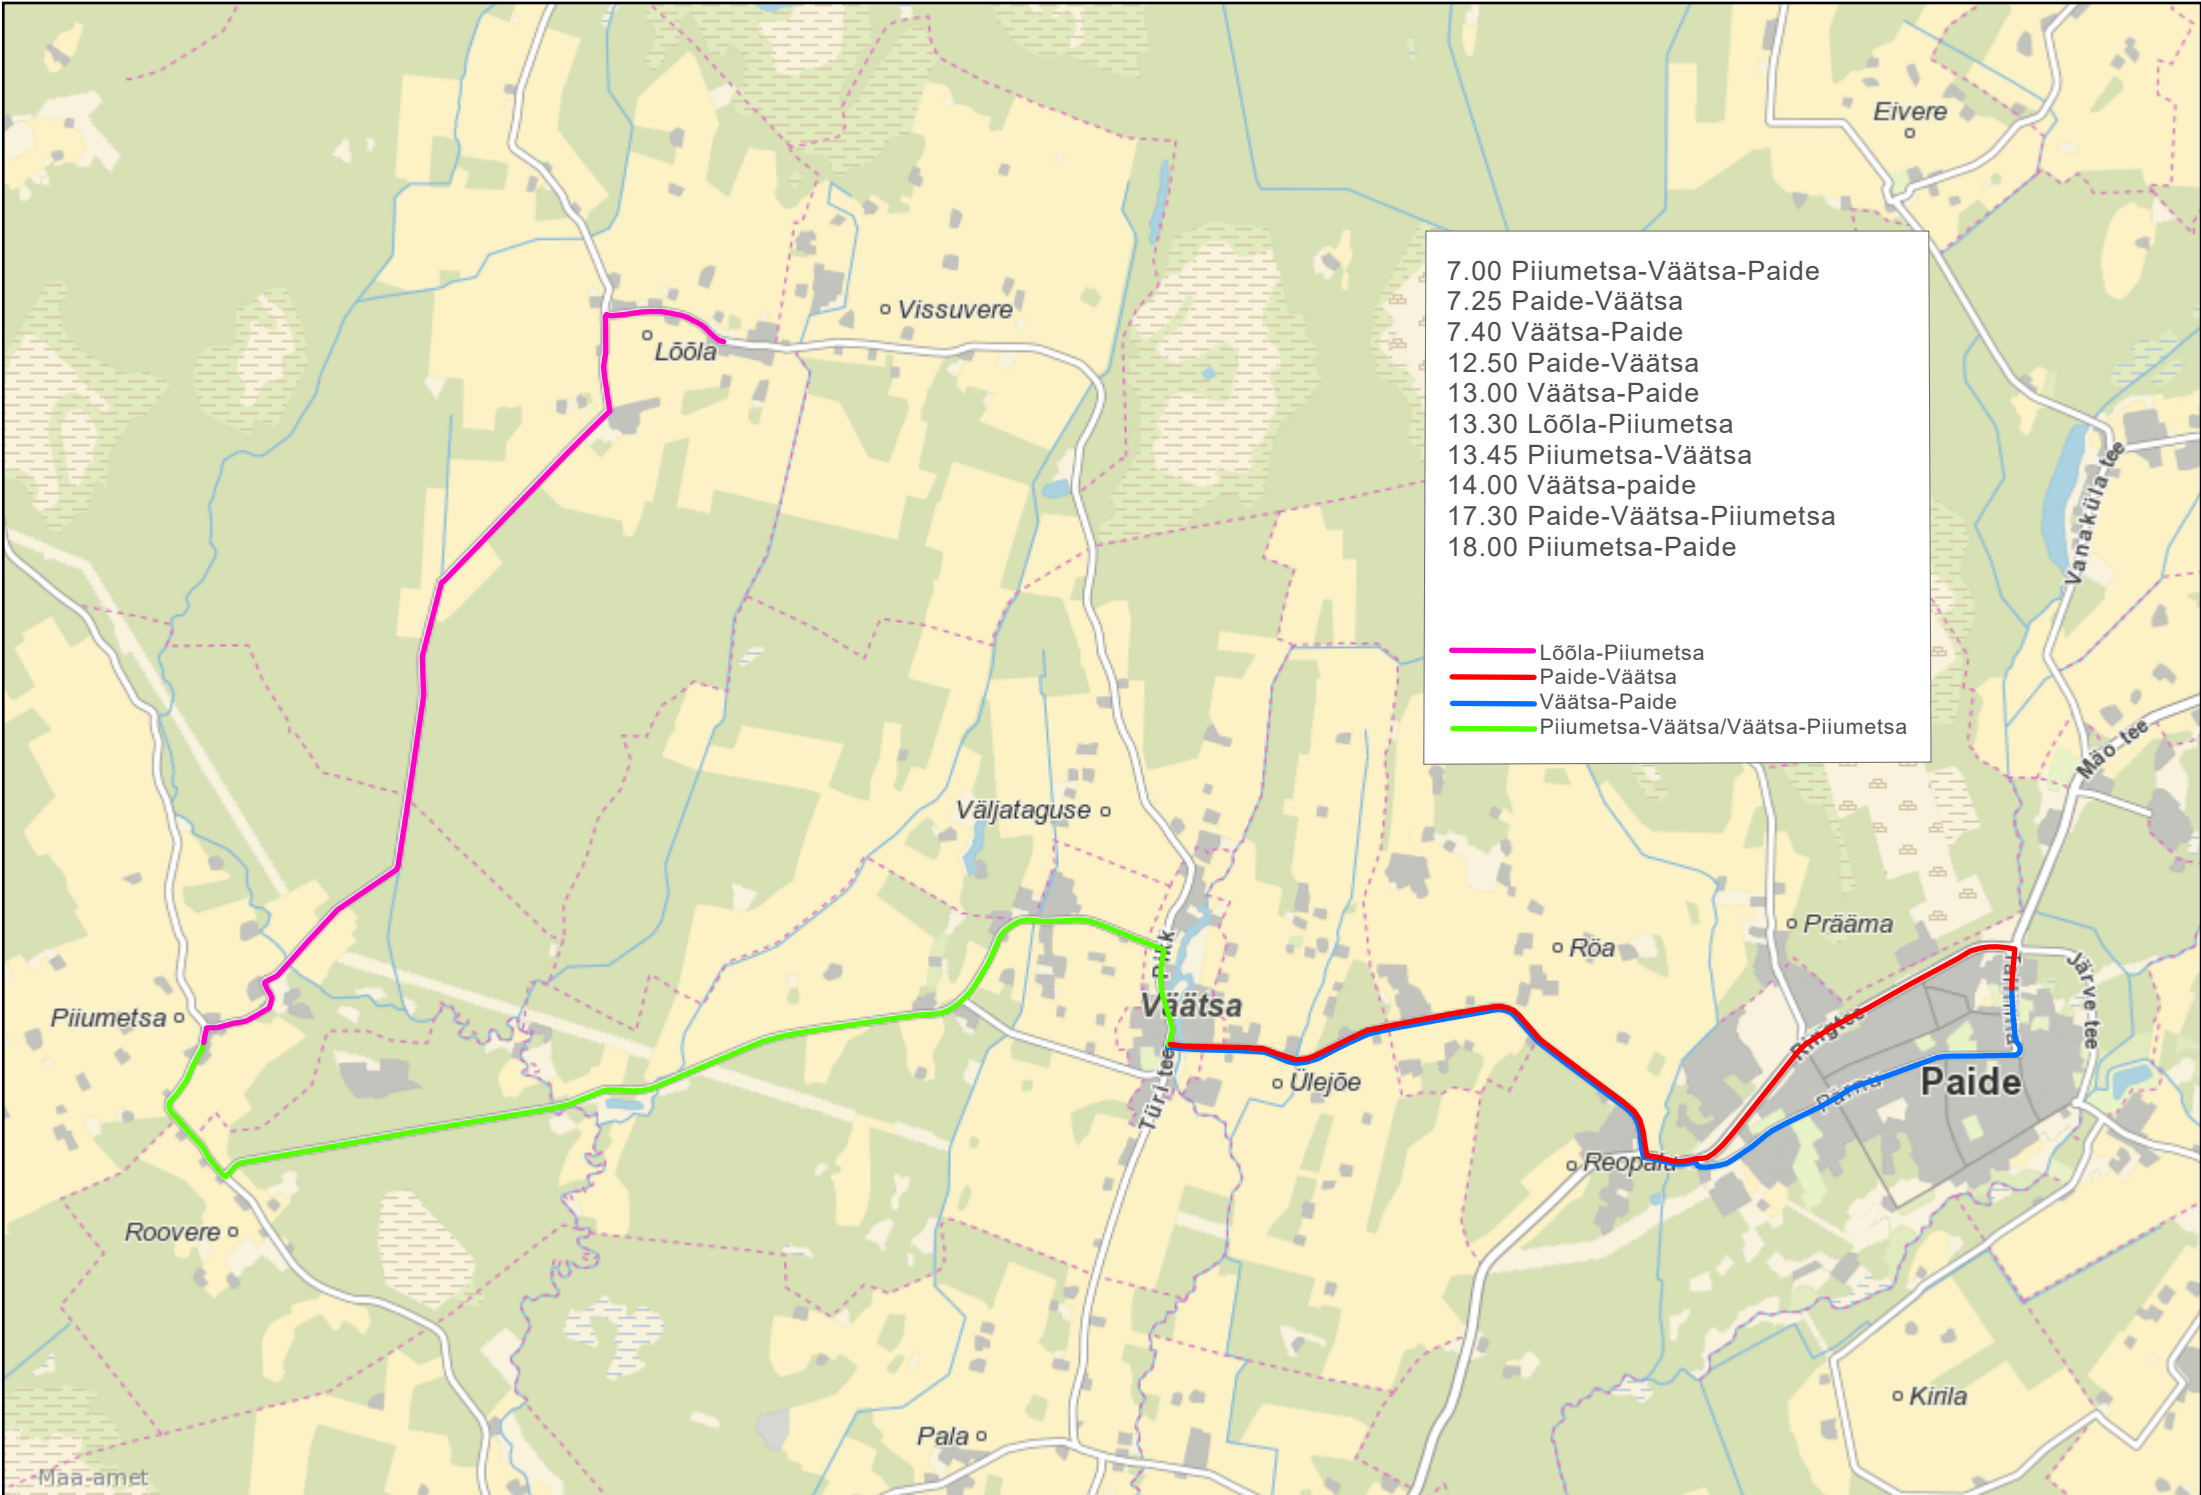 Eivere
7.00 Piiumetsa-Väätsa-Paide
7.25 Paide-Väätsa
7.40 Väätsa-Paide
12.50 Paide-Väätsa
13.00 Väätsa-Paide
13.30 Lõõla-Piiumetsa
13.45 Piiumetsa-Väätsa
14.00 Väätsa-paide
17.30 Paide-Väätsa-Piiumetsa
18.00 Piiumetsa-Paide
Lõõla-Piiumetsa
Paide-Väätsa
Väätsa-Paide
Piiumetsa-Väätsa/Väätsa-Piiumetsa
Vissuvere
Lõõla
Vanaküla tee
Mäo tee
Väljataguse
Prääma
Röa
Pikk
Järve tee
Tallinna
Väätsa
Piiumetsa
Ringtee
Türi tee
Ülejõe
Paide
Pärnu
Reopalu
Roovere
Kirila
Pala
Maa-amet